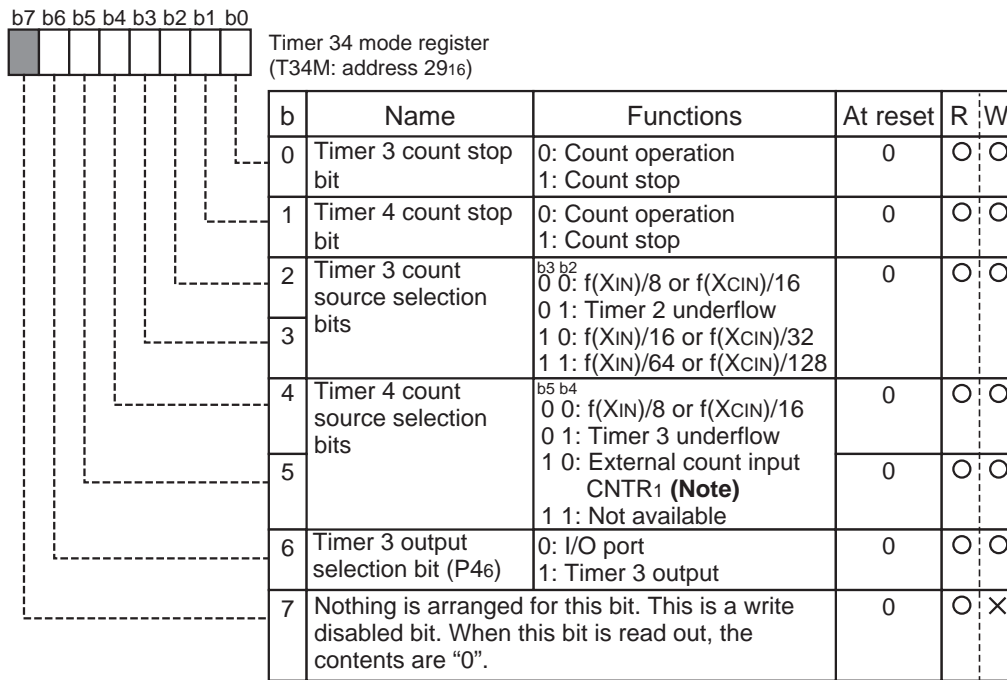 b7 b6 b5 b4 b3 b2 b1 b0
Timer 34 mode register
(T34M: address 2916)
b Name Functions At reset R W
0 Timer 3 count stop bit 0: Count operation 0 O O
1: Count stop
1 Timer 4 count stop bit 0: Count operation 0 O O
1: Count stop
2 Timer 3 count source selection bits b3 b2 0 O O
0 0: f(XIN)/8 or f(XCIN)/16
0 1: Timer 2 underflow
3 1 0: f(XIN)/16 or f(XCIN)/32
1 1: f(XIN)/64 or f(XCIN)/128
4 Timer 4 count source selection bits b5 b4 0 O O
0 0: f(XIN)/8 or f(XCIN)/16
0 1: Timer 3 underflow
5 1 0: External count input 0 O O
CNTR1 (Note)
1 1: Not available
6 Timer 3 output selection bit (P46) 0: I/O port 0 O O
1: Timer 3 output
7 Nothing is arranged for this bit. This is a write 0 O ×
disabled bit. When this bit is read out, the
contents are “0”.